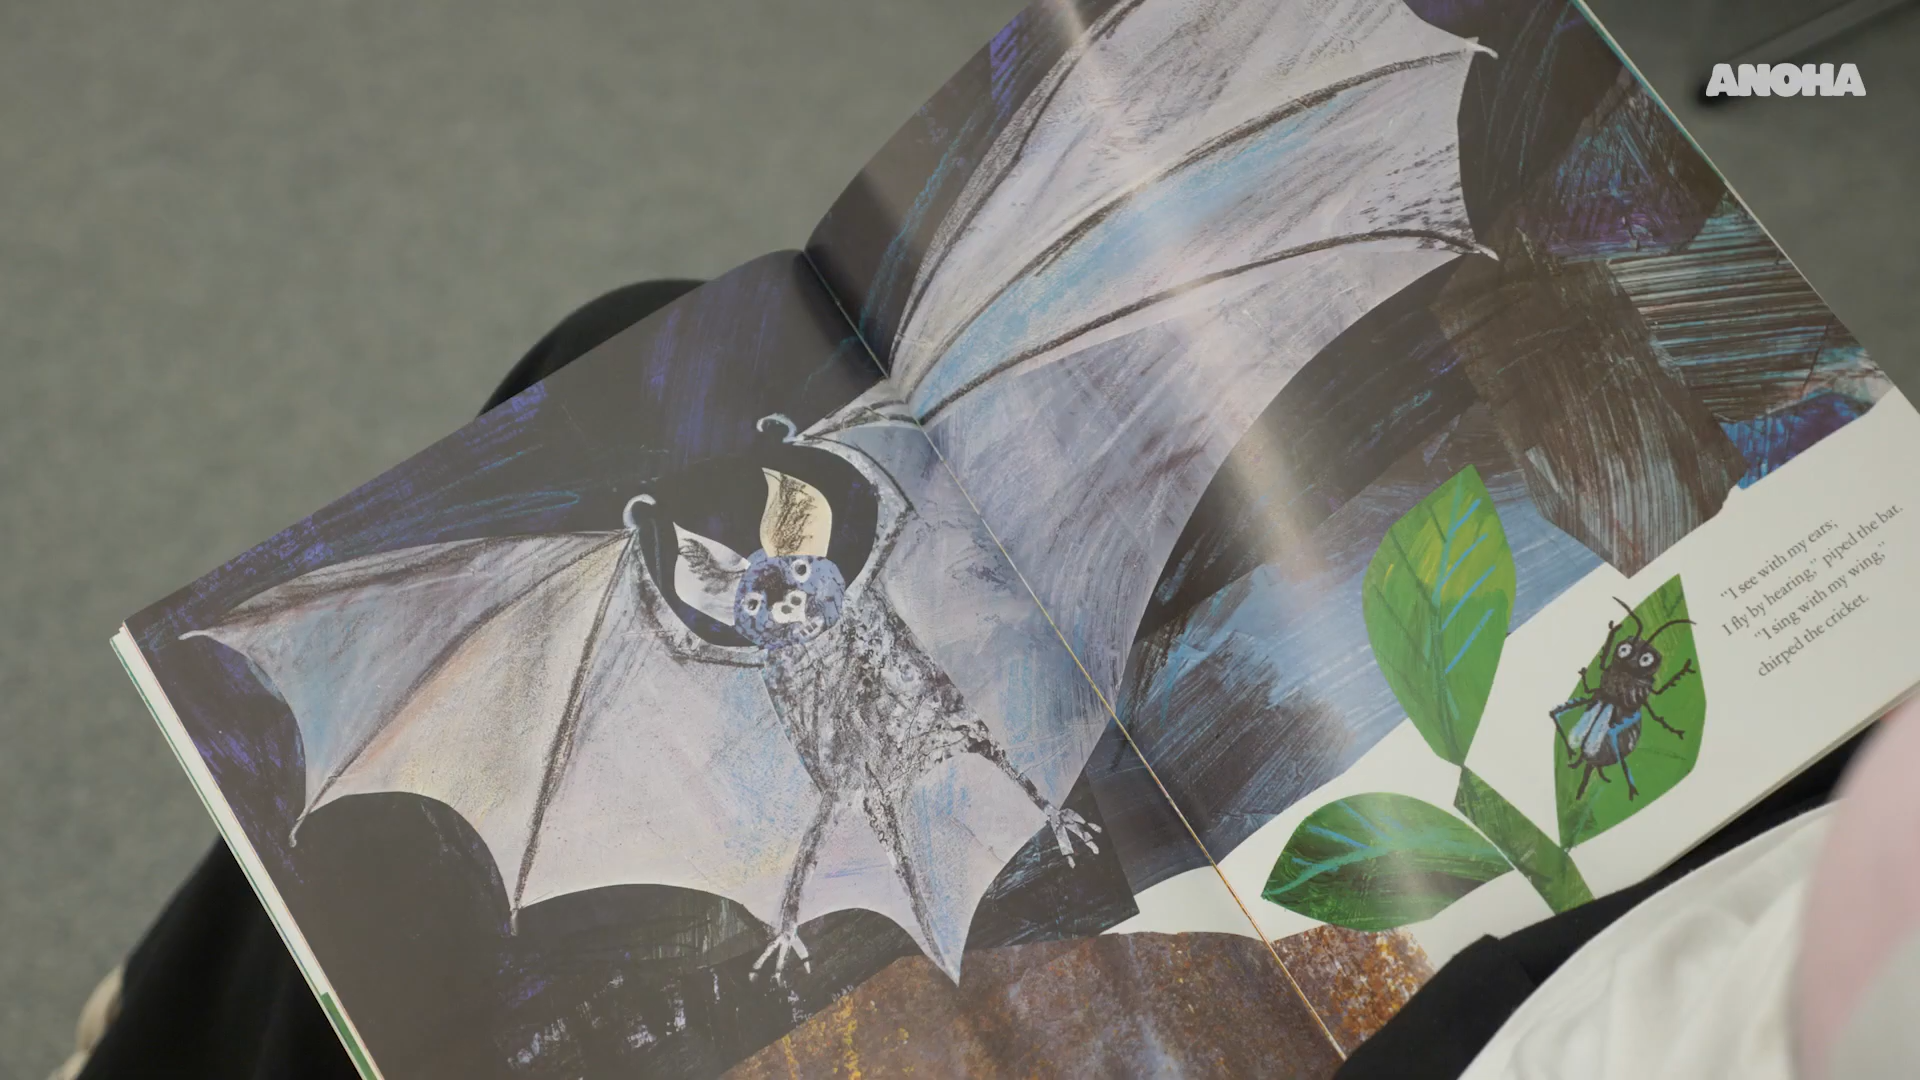 ANOHA
"I see with my ears;
I fly by hearing," piped the bat.
"I sing with my wing,"
chirped the cricket.